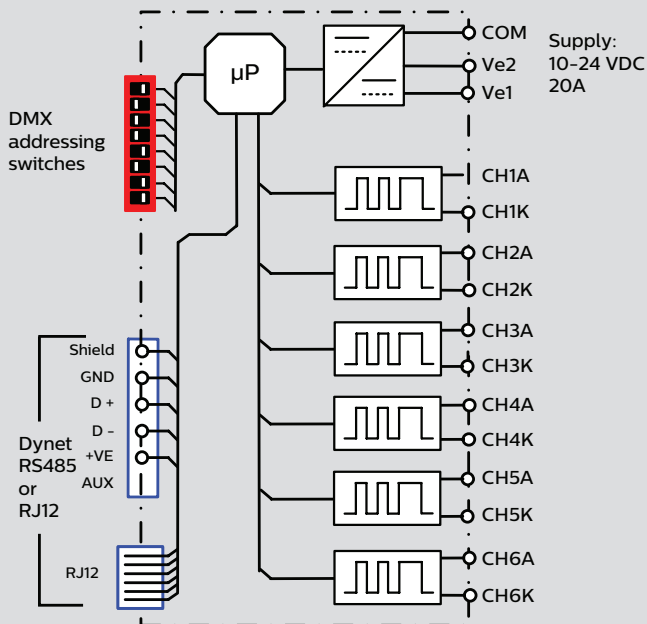 µP
COM
Ve2
Ve1
Supply:
10-24 VDC
20A
DMX
addressing
switches
CH1A
CH1K
CH2A
CH2K
CH3A
CH3K
CH4A
CH4K
CH5A
CH5K
CH6A
CH6K
Shield
GND
D +
D -
+VE
AUX
Dynet
RS485
or
RJ12
RJ12